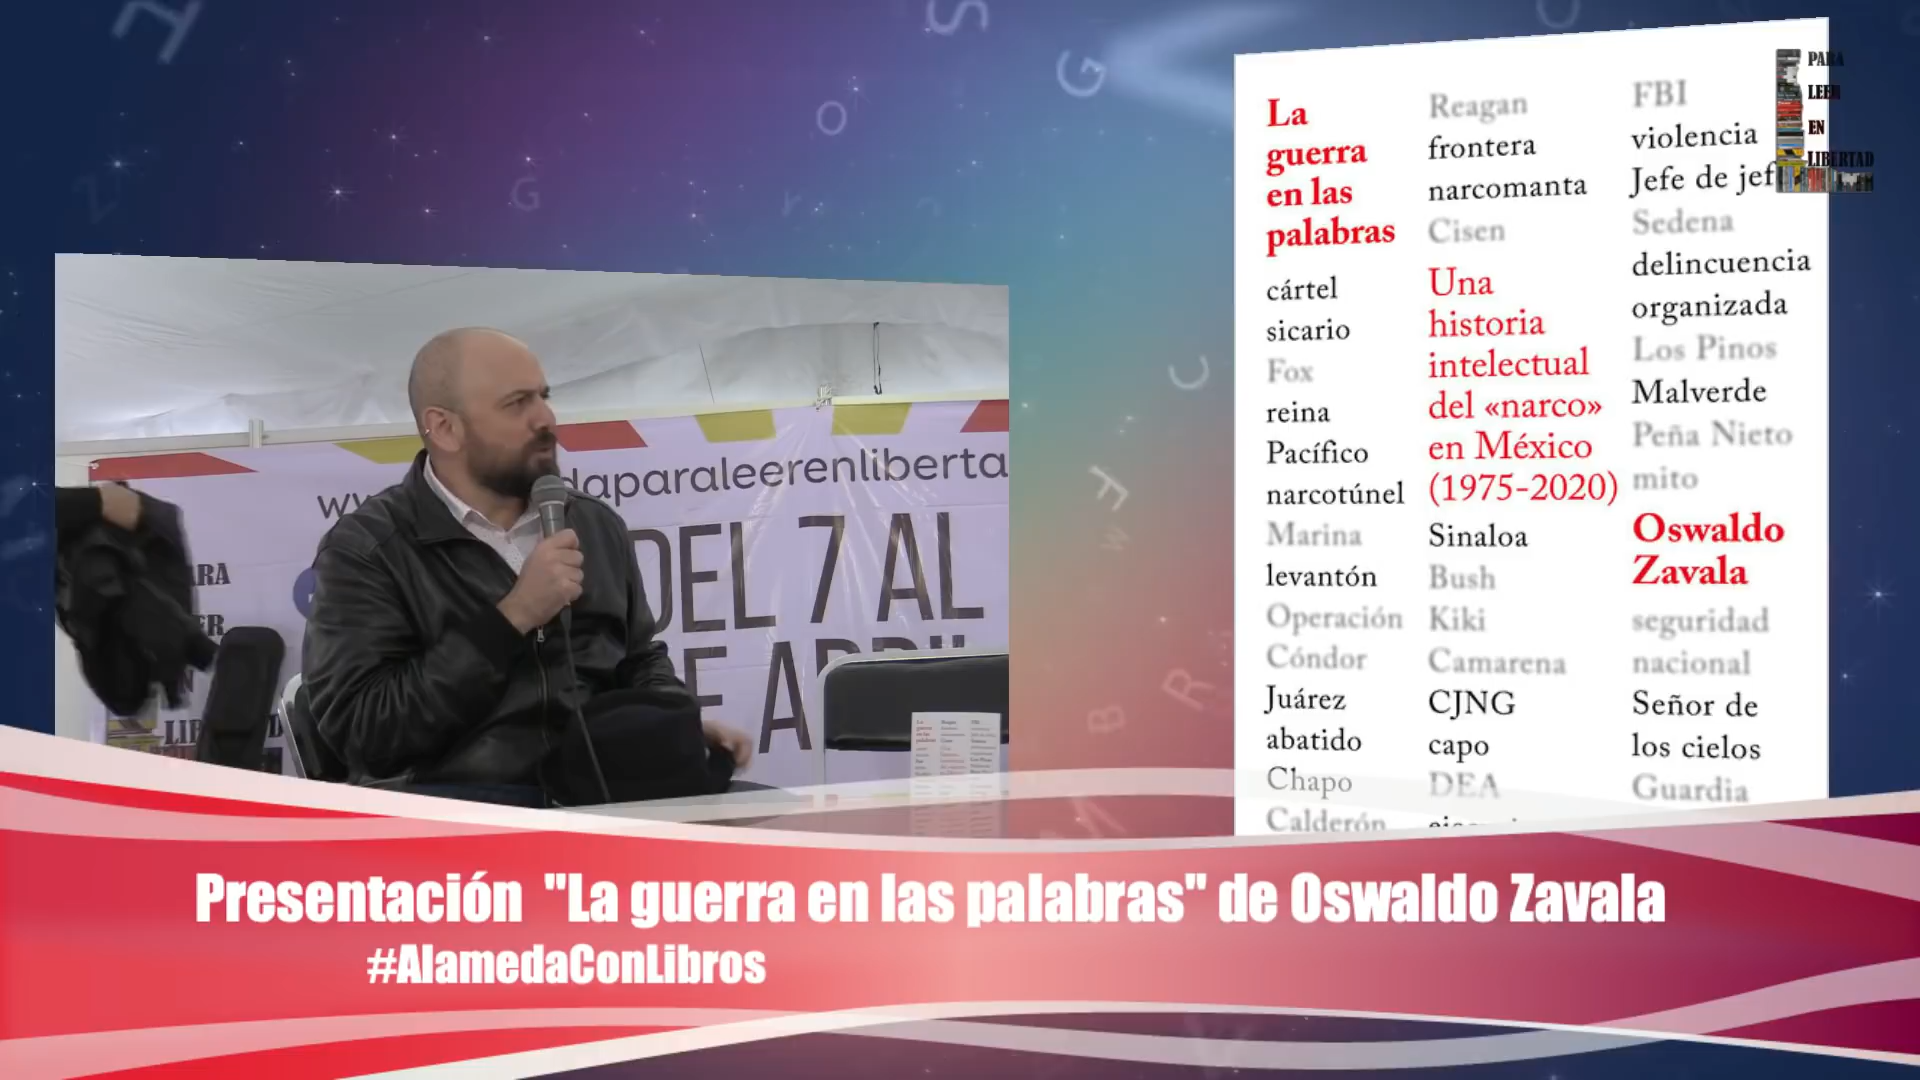 La
guerra
en las
palabras
cártel
sicario
Fox
reina
Pacífico
narcotúnel
Marina
levantón
Operación
Cóndor
Juárez
abatido
Chapo
Calderón
Reagan
frontera
narcomanta
Cisen
Una
historia
intelectual
del «narco»
en México
(1975-2020)
Sinaloa
Bush
Kiki
Camarena
CJNG
capo
DEA
FBI
violencia
Jefe de jef
Sedena
delincuencia
organizada
Los Pinos
Malverde
Peña Nieto
mito
Oswaldo
Zavala
seguridad
nacional
Señor de
los cielos
Guardia
PARA
LEER
EN
LIBERTAD
daparaleerenliberta
DEL 7 AL
Presentación "La guerra en las palabras" de Oswaldo Zavala
#AlamedaConLibros